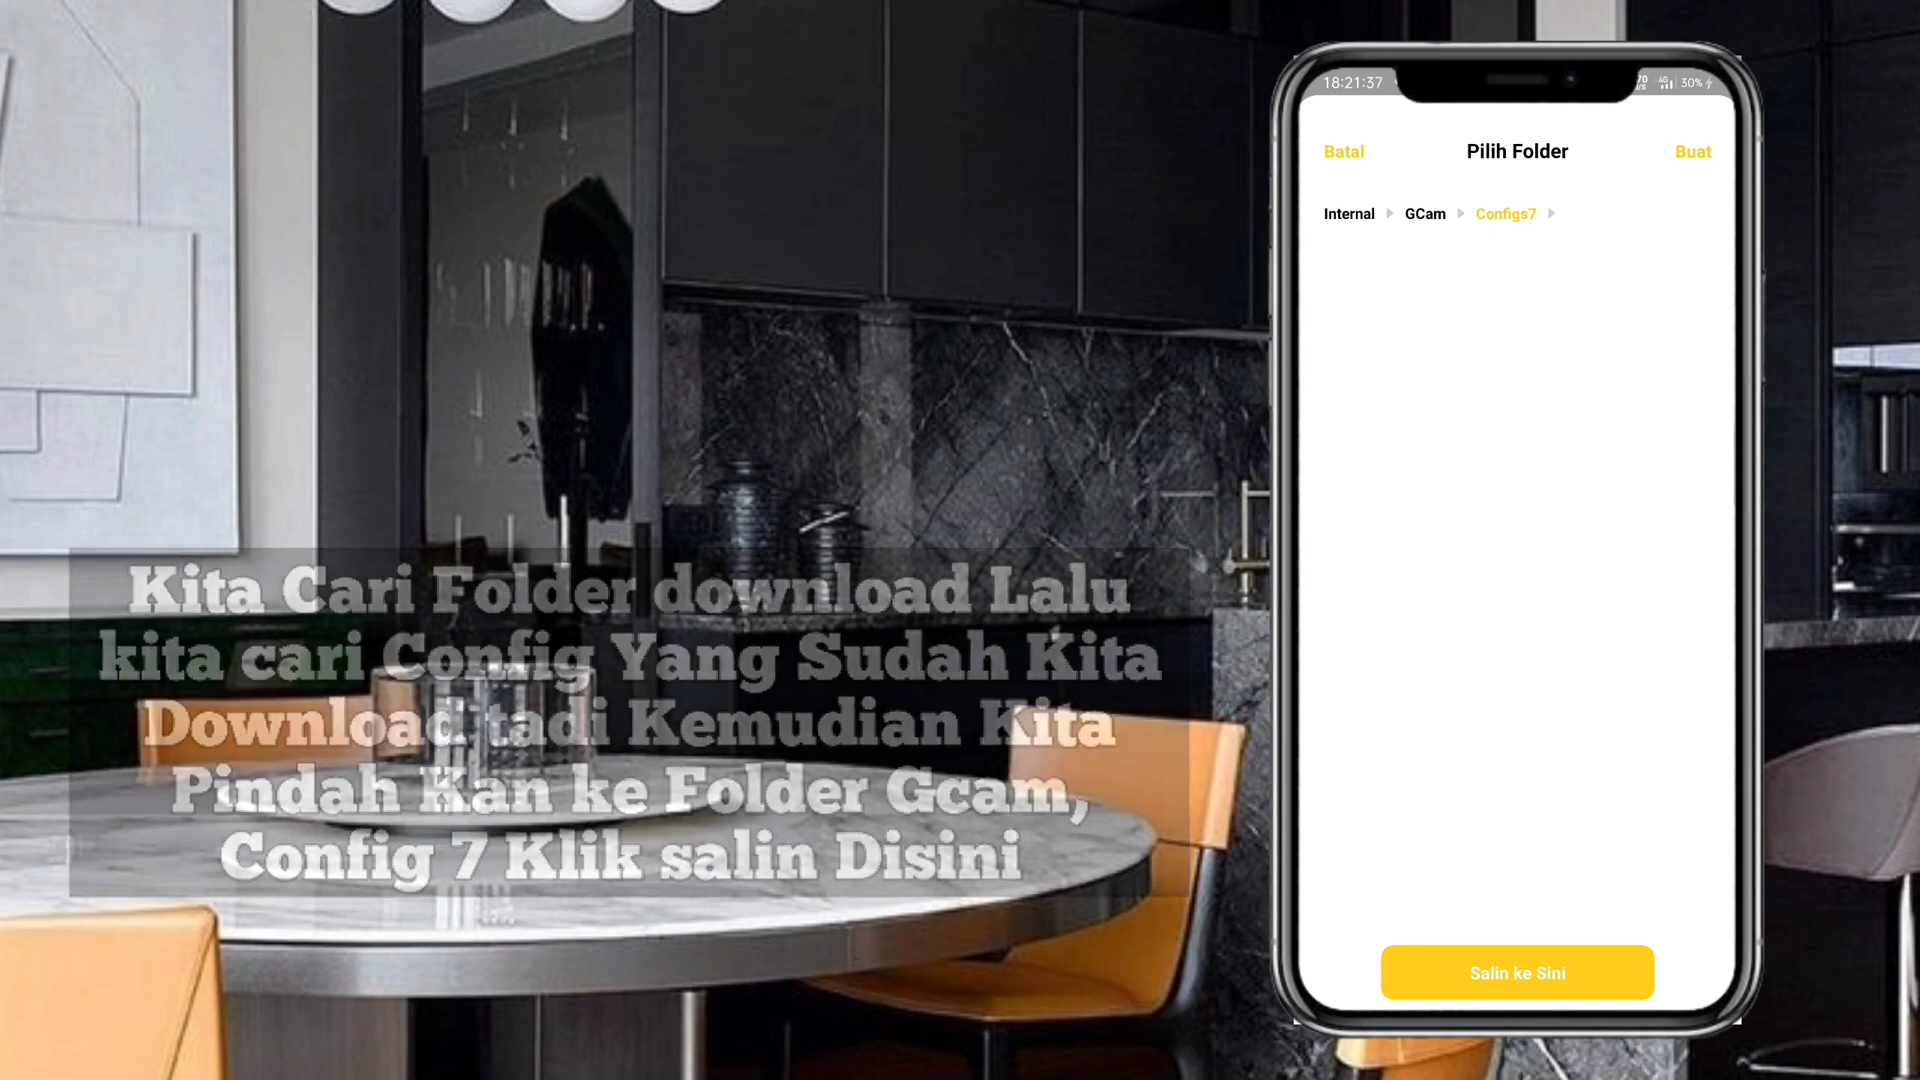 18:21:37
4G 30%
Batal Pilih Folder Buat
Internal GCam Configs7
Kita Cari Folder download Lalu
kita cari Config Yang Sudah Kita
Download tadi Kemudian Kita
Pindah Kan ke Folder Gcam,
Config 7 Klik salin Disini
Salin ke Sini